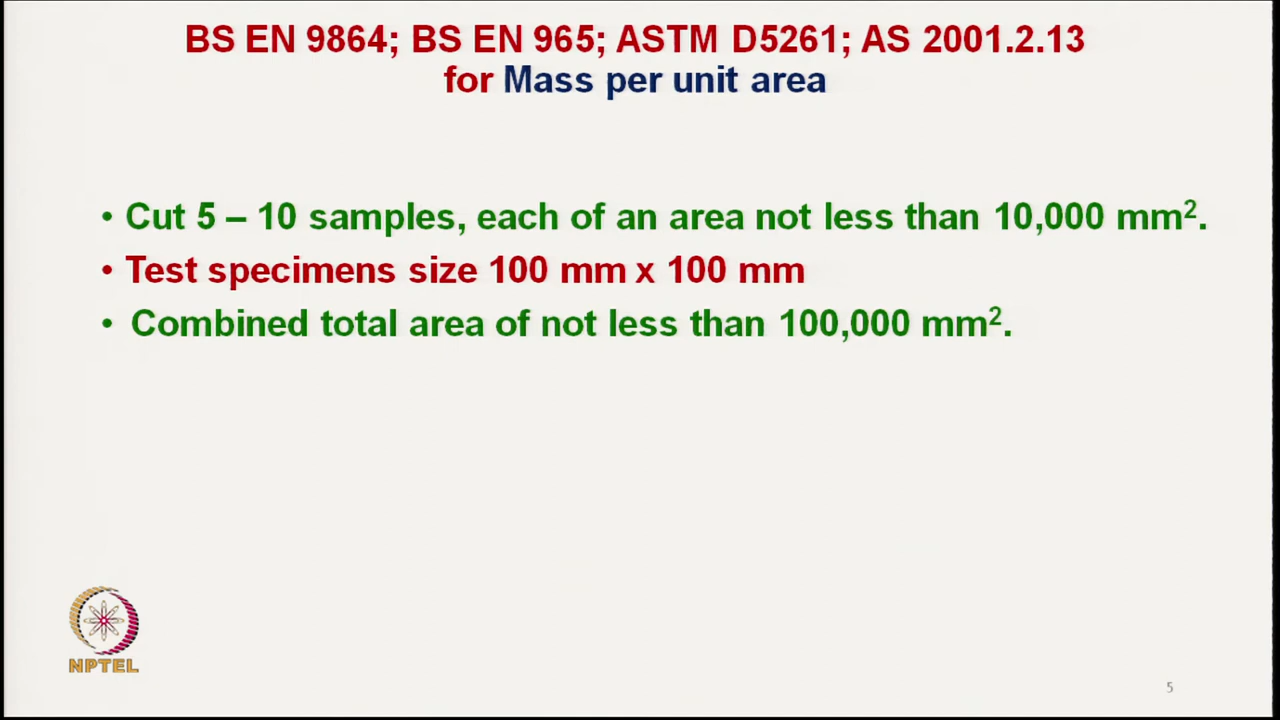 BS EN 9864; BS EN 965; ASTM D5261; AS 2001.2.13
for Mass per unit area
• Cut 5 – 10 samples, each of an area not less than 10,000 mm².
• Test specimens size 100 mm x 100 mm
• Combined total area of not less than 100,000 mm².
NPTEL
5